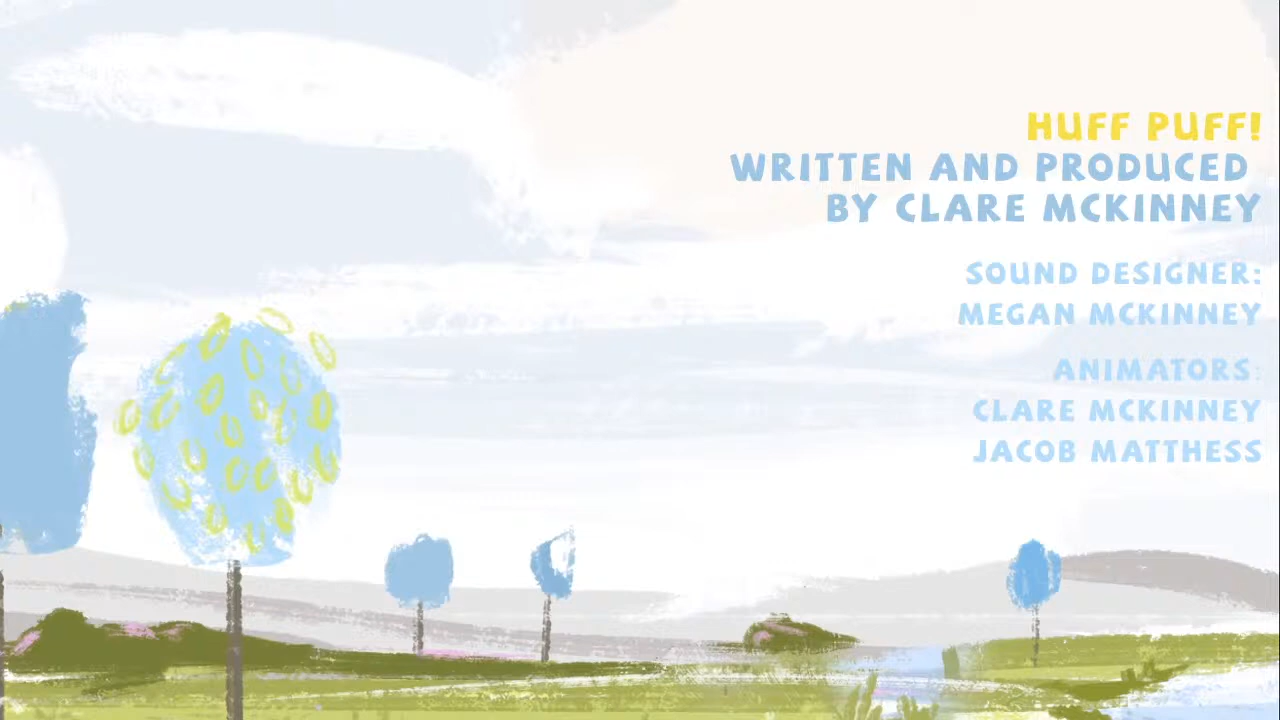 HUFF PUFF!
WRITTEN AND PRODUCED
BY CLARE MCKINNEY
SOUND DESIGNER:
MEGAN MCKINNEY
ANIMATORS:
CLARE MCKINNEY
JACOB MATTHESS